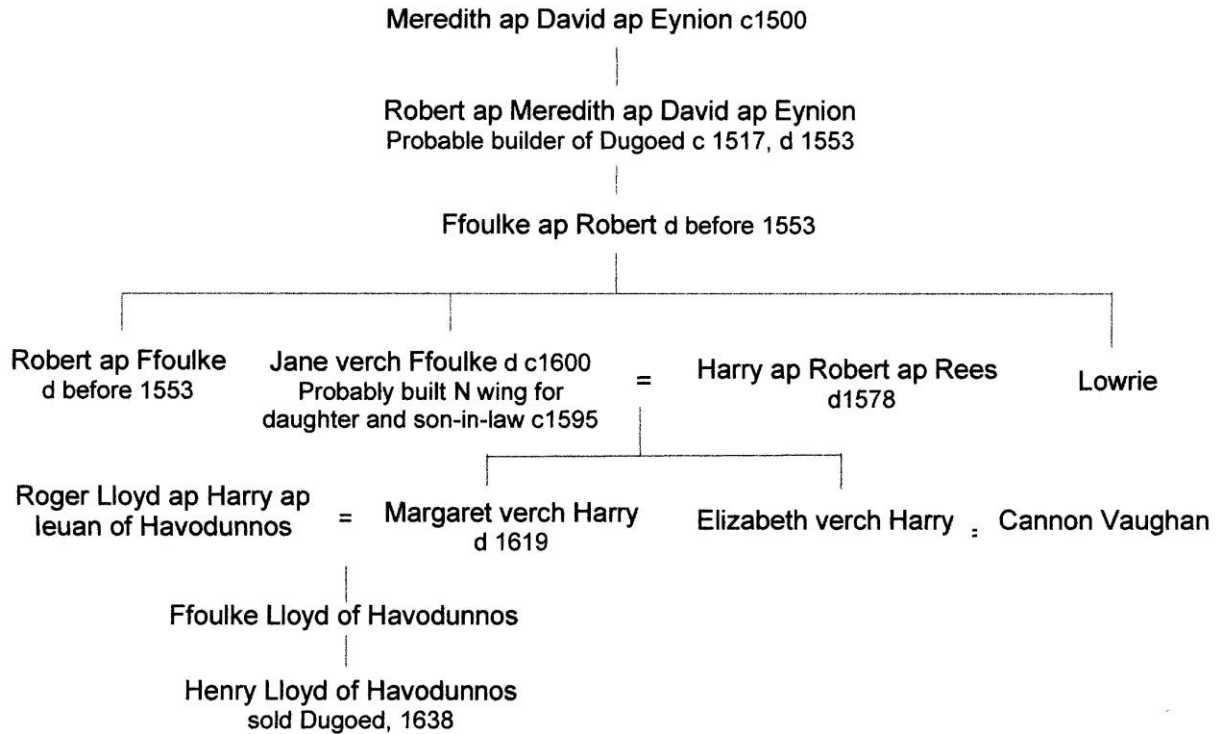 Meredith ap David ap Eynion c1500
Robert ap Meredith ap David ap Eynion
Probable builder of Dugoed c 1517, d 1553
Ffoulke ap Robert d before 1553
Robert ap Ffoulke
d before 1553
Jane verch Ffoulke d c1600
Probably built N wing for
daughter and son-in-law c1595
=
Harry ap Robert ap Rees
d1578
Lowrie
Roger Lloyd ap Harry ap
Ieuan of Havodunnos
=
Margaret verch Harry
d 1619
Elizabeth verch Harry
=
Cannon Vaughan
Ffoulke Lloyd of Havodunnos
Henry Lloyd of Havodunnos
sold Dugoed, 1638